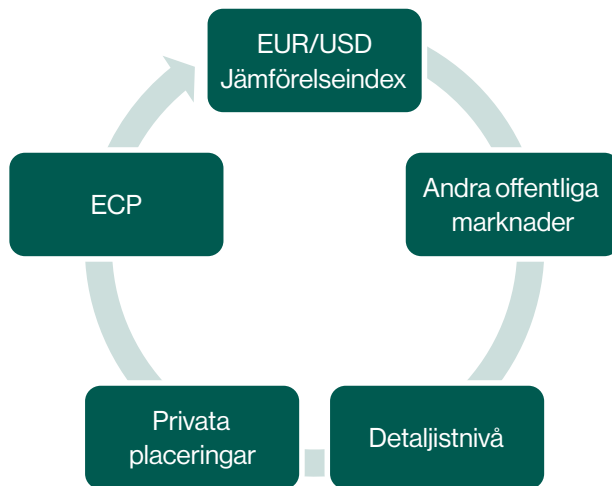 EUR/USD
Jämförelseindex
Andra offentliga
marknader
Detaljistnivå
Privata
placeringar
ECP